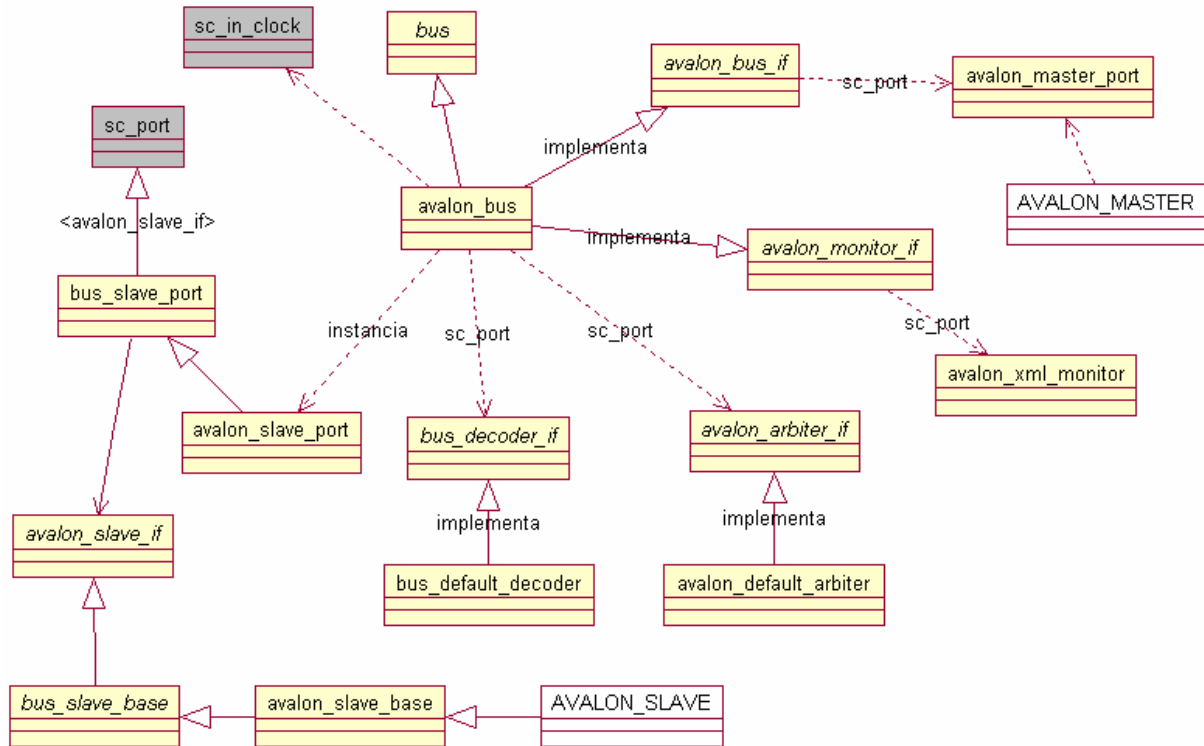 sc_in_clock
bus
avalon_bus_if
sc_port
avalon_master_port
sc_port
implementa
<avalon_slave_if>
avalon_bus
AVALON_MASTER
implementa
avalon_monitor_if
bus_slave_port
instancia
sc_port
sc_port
sc_port
avalon_xml_monitor
avalon_slave_port
bus_decoder_if
avalon_arbiter_if
avalon_slave_if
implementa
implementa
bus_default_decoder
avalon_default_arbiter
bus_slave_base
avalon_slave_base
AVALON_SLAVE